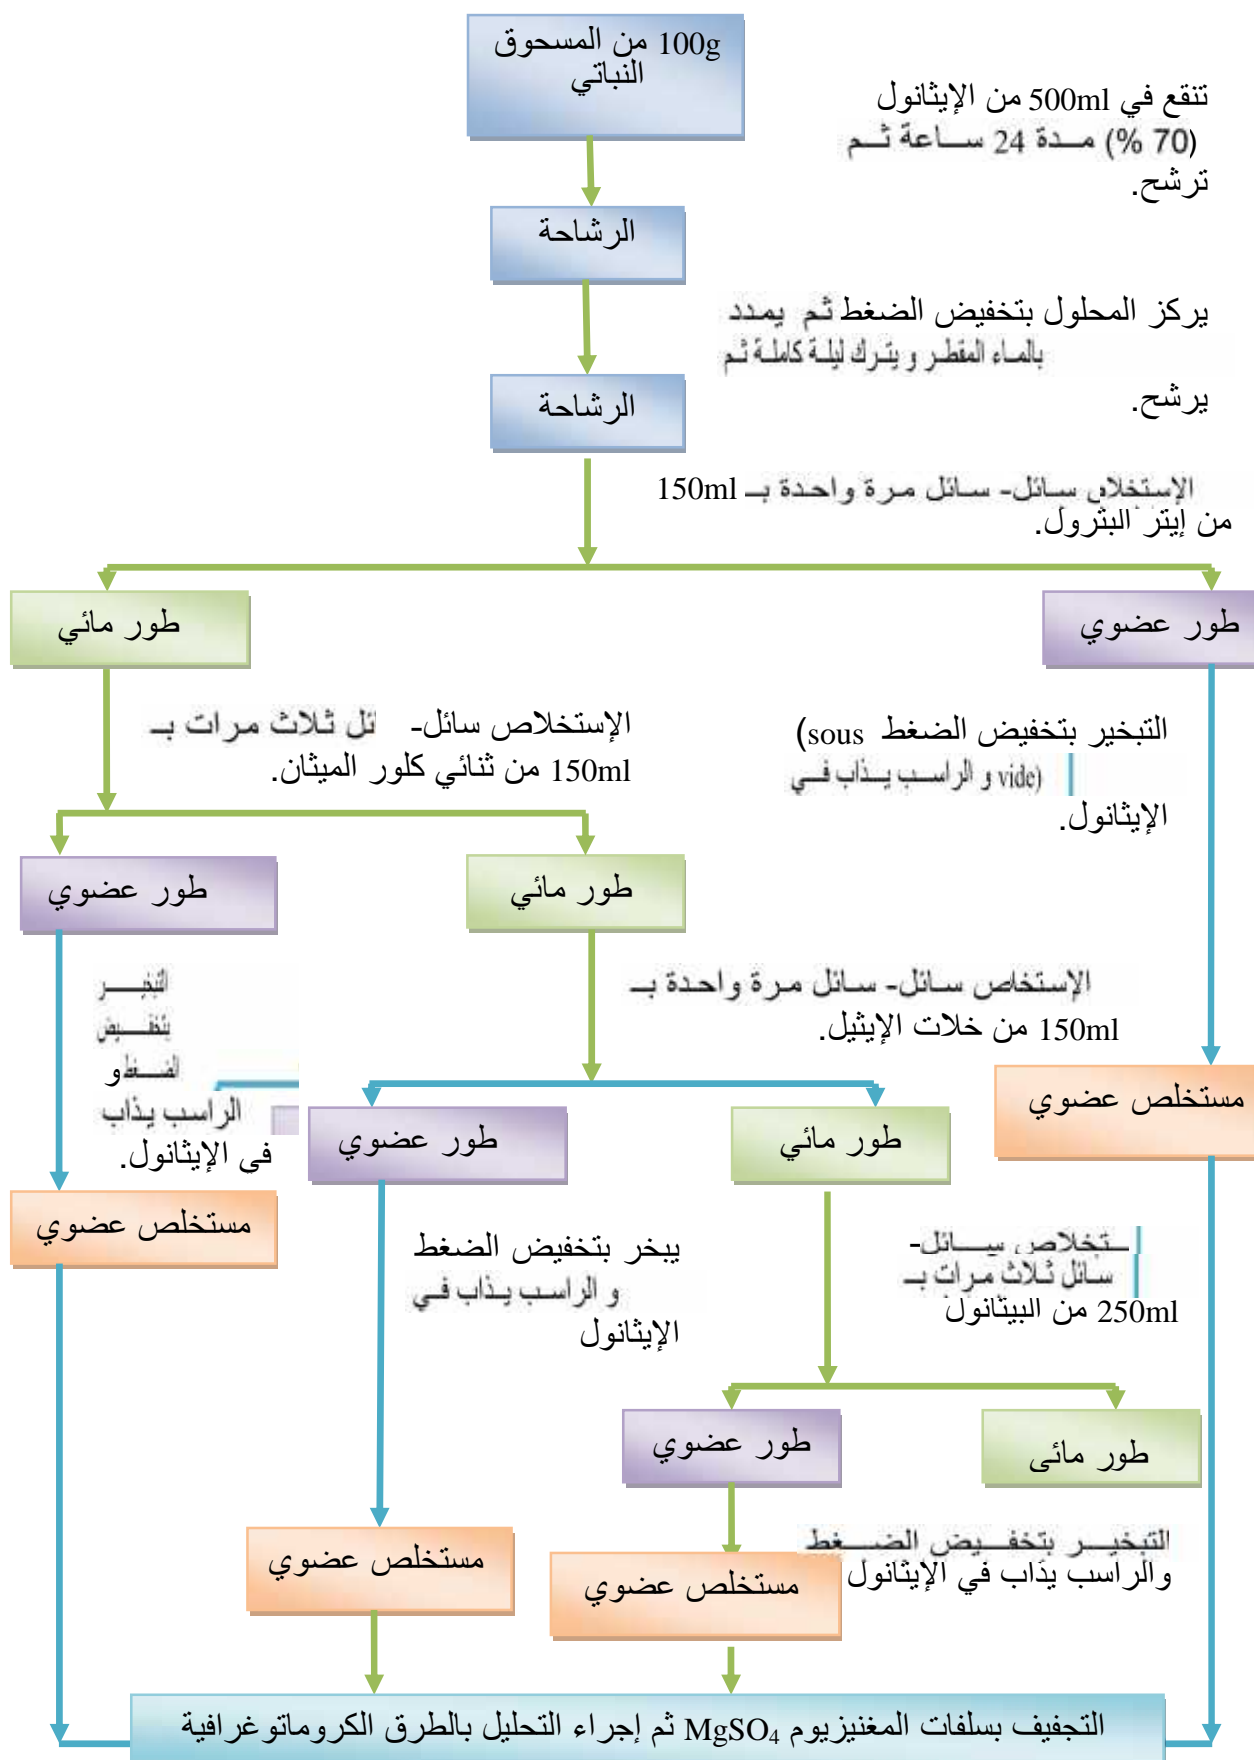 100g من المسحوق
النباتي
تنقع في 500ml من الإيثانول
(70 %) مدة 24 ساعة ثم
ترشح.
الرشاحة
يركز المحلول بتخفيض الضغط ثم يمدد
بالماء المقطر و يترك ليلة كاملة ثم
يرشح.
الرشاحة
الإستخلاص سائل- سائل مرة واحدة بـ 150ml
من إيتر البترول.
طور مائي
طور عضوي
الإستخلاص سائل- ئل ثلاث مرات بـ
150ml من ثنائي كلور الميثان.
التبخير بتخفيض الضغط (sous
vide) و الراسب يذاب في
الإيثانول.
طور عضوي
طور مائي
التبخير
بتخفيض
الضغط و
الراسب يذاب
في الإيثانول.
الإستخاص سائل- سائل مرة واحدة بـ
150ml من خلات الإيثيل.
مستخلص عضوي
طور عضوي
طور مائي
مستخلص عضوي
يبخر بتخفيض الضغط
و الراسب يذاب في
الإيثانول
ستخلاص سائل-
سائل ثلاث مرات بـ
250ml من البيتانول
طور عضوي
طور مائى
مستخلص عضوي
التبخير بتخفيض الضغط
والراسب يذاب في الإيثانول
مستخلص عضوي
التجفيف بسلفات المغنيزيوم MgSO₄ ثم إجراء التحليل بالطرق الكروماتوغرافية